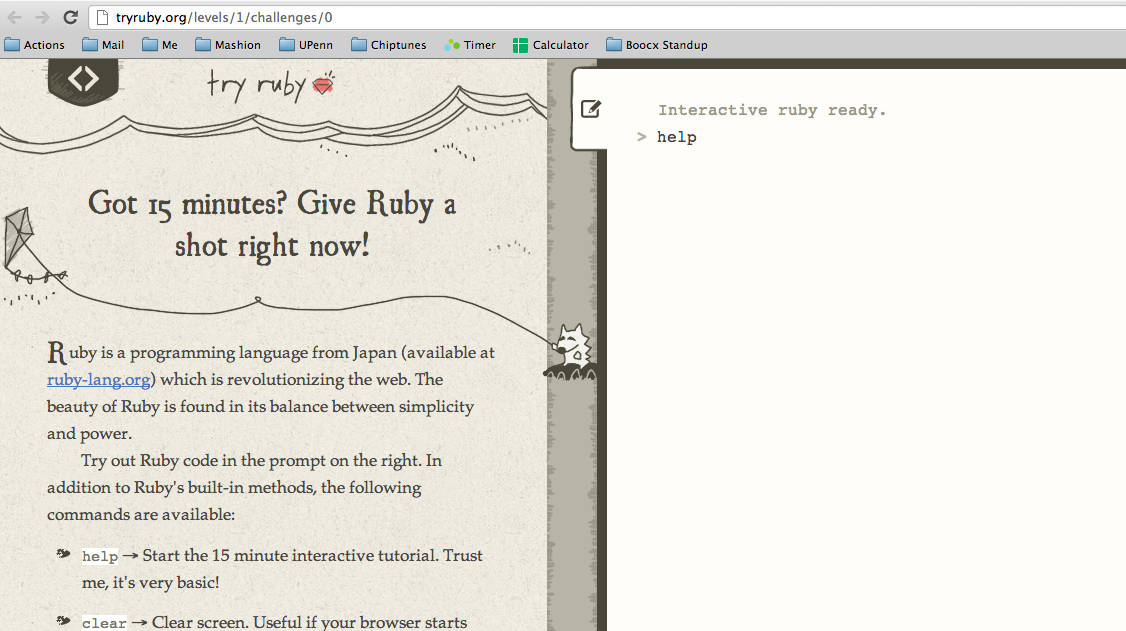 tryruby.org/levels/1/challenges/0
Actions Mail Me Mashion UPenn Chiptunes Timer Calculator Boocx Standup
try ruby
Got 15 minutes? Give Ruby a
shot right now!
Ruby is a programming language from Japan (available at
ruby-lang.org) which is revolutionizing the web. The
beauty of Ruby is found in its balance between simplicity
and power.
Try out Ruby code in the prompt on the right. In
addition to Ruby's built-in methods, the following
commands are available:
help → Start the 15 minute interactive tutorial. Trust
me, it's very basic!
clear → Clear screen. Useful if your browser starts
Interactive ruby ready.
> help